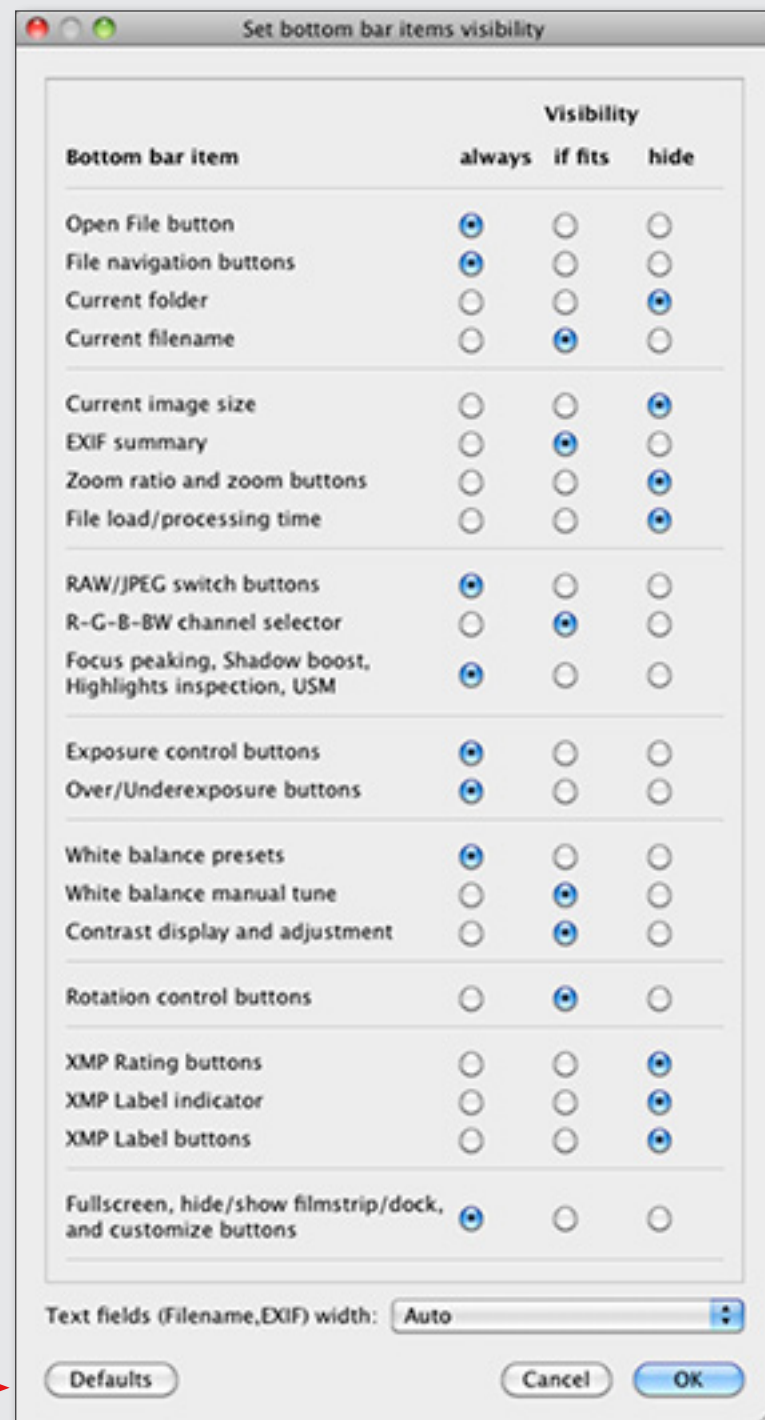 Set bottom bar items visibility
Visibility
Bottom bar item always if fits hide
Open File button
File navigation buttons
Current folder
Current filename
Current image size
EXIF summary
Zoom ratio and zoom buttons
File load/processing time
RAW/JPEG switch buttons
R-G-B-BW channel selector
Focus peaking, Shadow boost,
Highlights inspection, USM
Exposure control buttons
Over/Underexposure buttons
White balance presets
White balance manual tune
Contrast display and adjustment
Rotation control buttons
XMP Rating buttons
XMP Label indicator
XMP Label buttons
Fullscreen, hide/show filmstrip/dock,
and customize buttons
Text fields (Filename,EXIF) width: Auto
Defaults Cancel OK